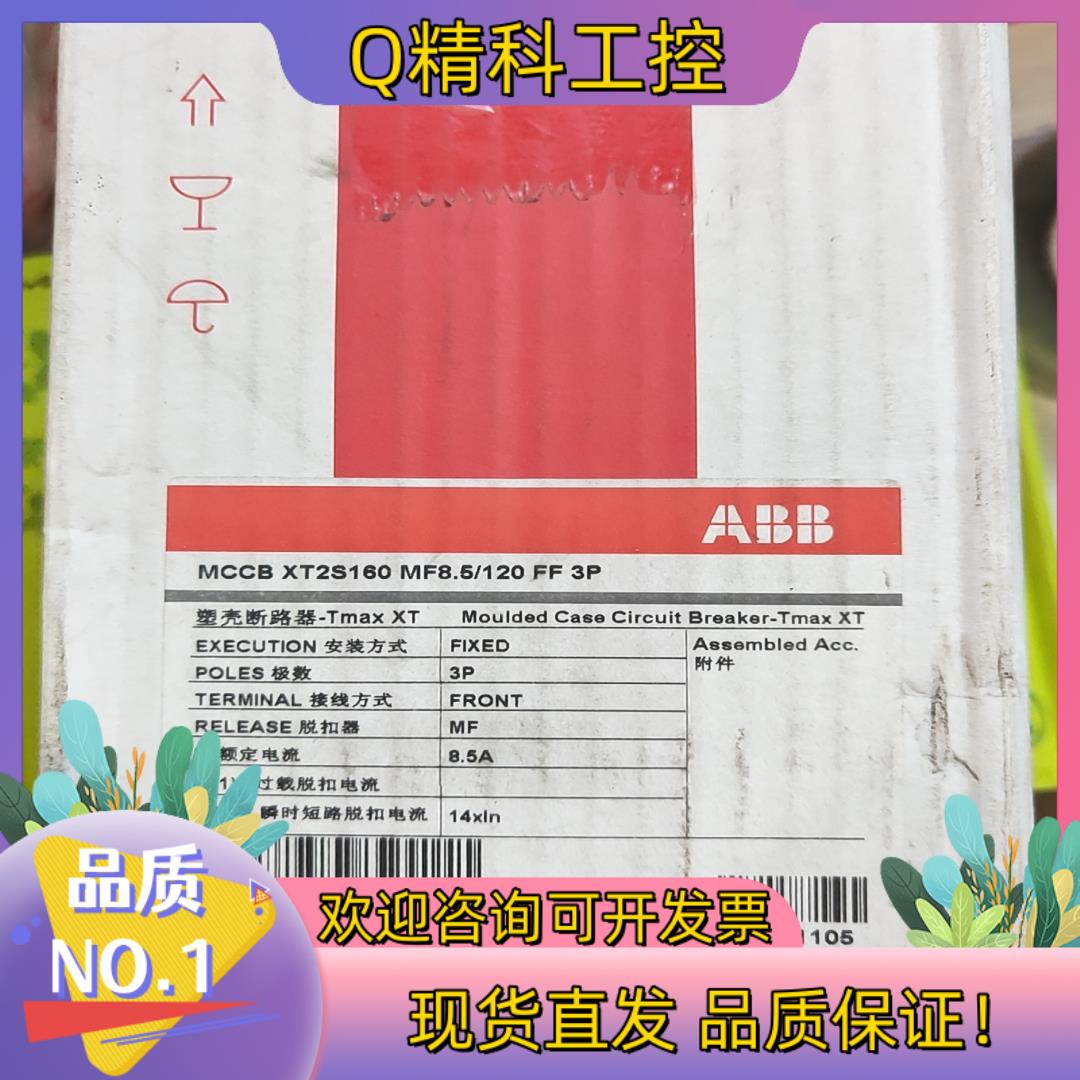 Q精科工控
ABB
MCCB XT2S160 MF8.5/120 FF 3P
塑壳断路器-Tmax XT Moulded Case Circuit Breaker-Tmax XT
EXECUTION 安装方式 FIXED Assembled Acc.
附件
POLES 极数 3P
TERMINAL 接线方式 FRONT
RELEASE 脱扣器 MF
额定电流 8.5A
过载脱扣电流
瞬时短路脱扣电流 14xIn
品质
NO.1
欢迎咨询可开发票
1105
现货直发 品质保证!